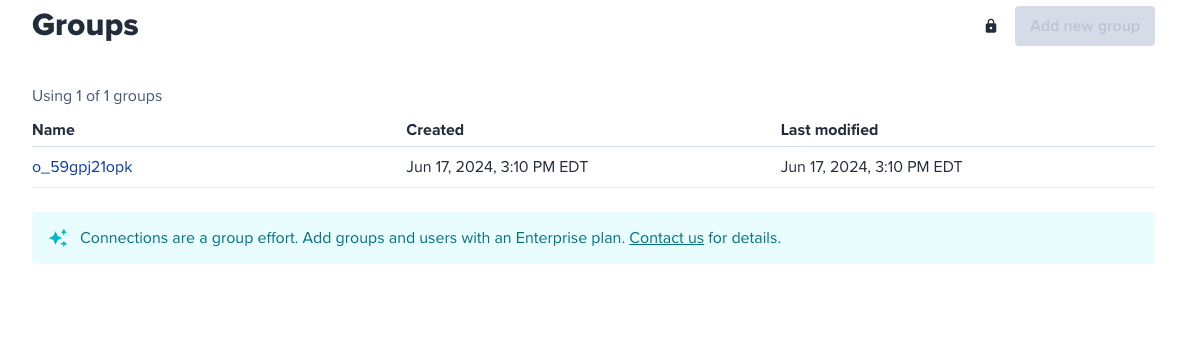 Groups
Add new group
Using 1 of 1 groups
Name Created Last modified
o_59gpj21opk Jun 17, 2024, 3:10 PM EDT Jun 17, 2024, 3:10 PM EDT
Connections are a group effort. Add groups and users with an Enterprise plan. Contact us for details.